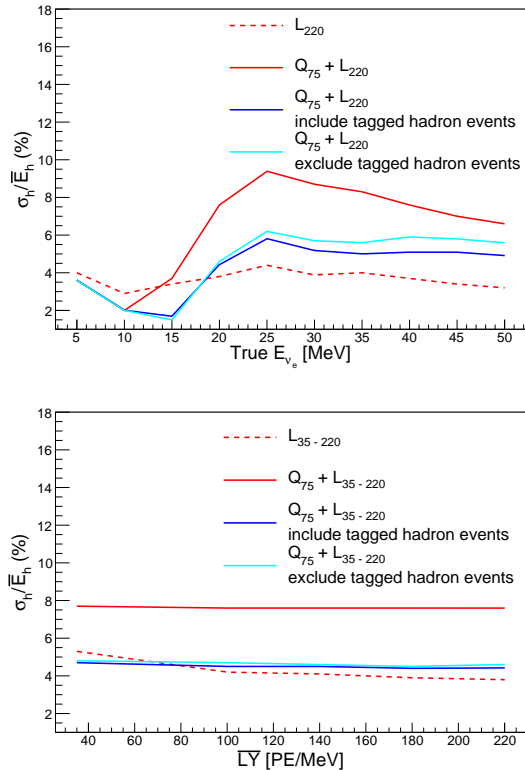 18
16
14
12
10
8
6
4
2
σh/E̅h (%)
L220
Q75 + L220
Q75 + L220
include tagged hadron events
Q75 + L220
exclude tagged hadron events
5 10 15 20 25 30 35 40 45 50
True Eνe [MeV]
18
16
14
12
10
8
6
4
2
σh/E̅h (%)
L35 - 220
Q75 + L35 - 220
Q75 + L35 - 220
include tagged hadron events
Q75 + L35 - 220
exclude tagged hadron events
40 60 80 100 120 140 160 180 200 220
L̅Y̅ [PE/MeV]